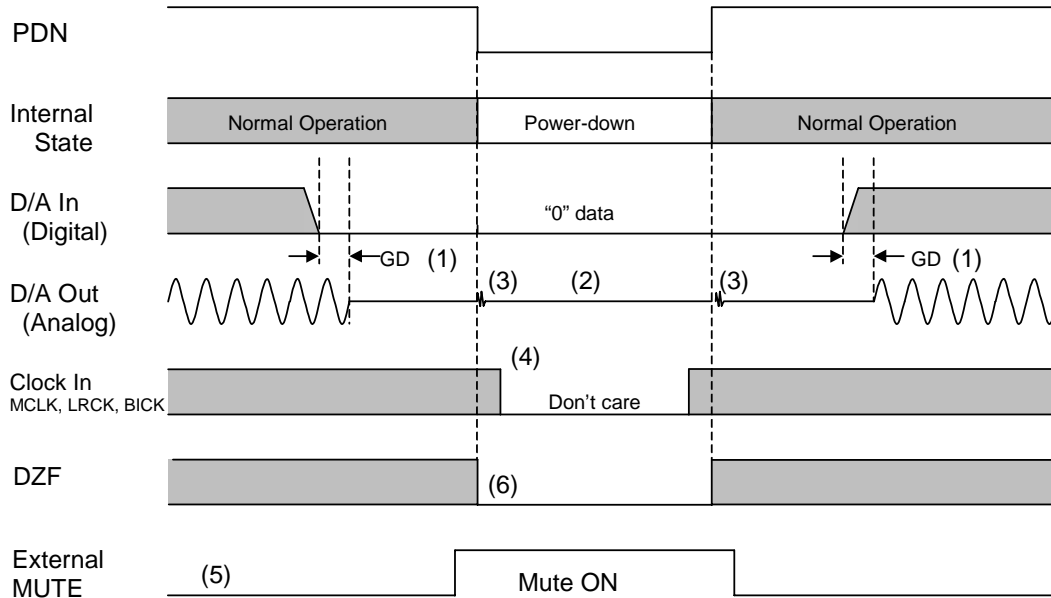 PDN
Internal
State
Normal Operation
Power-down
Normal Operation
D/A In
(Digital)
“0” data
GD (1)
GD (1)
D/A Out
(Analog)
(3)
(2)
(3)
Clock In
MCLK, LRCK, BICK
(4)
Don’t care
DZF
(6)
External
MUTE
(5)
Mute ON